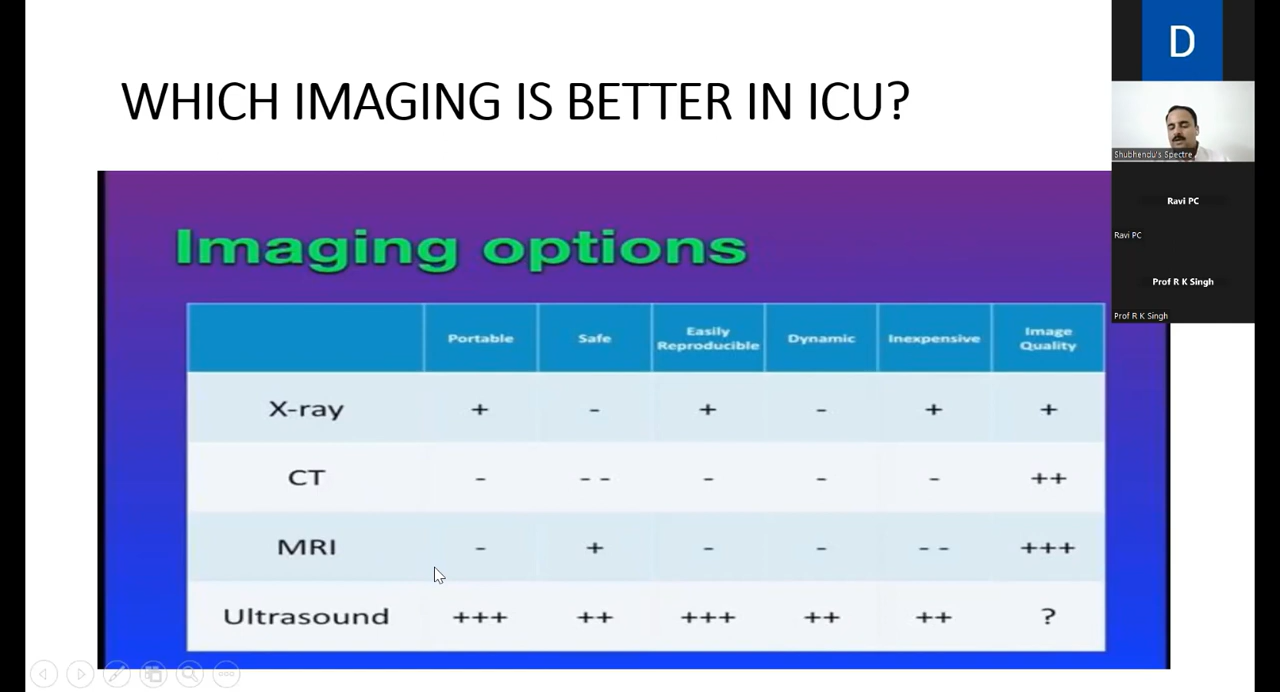 WHICH IMAGING IS BETTER IN ICU?
D
Shubhendu's Spectre
Ravi PC
Ravi PC
Prof R K Singh
Prof R K Singh
Imaging options
Portable Safe Easily Reproducible Dynamic Inexpensive Image Quality
X-ray + - + - + +
CT - - - - - - ++
MRI - + - - - - +++
Ultrasound +++ ++ +++ ++ ++ ?